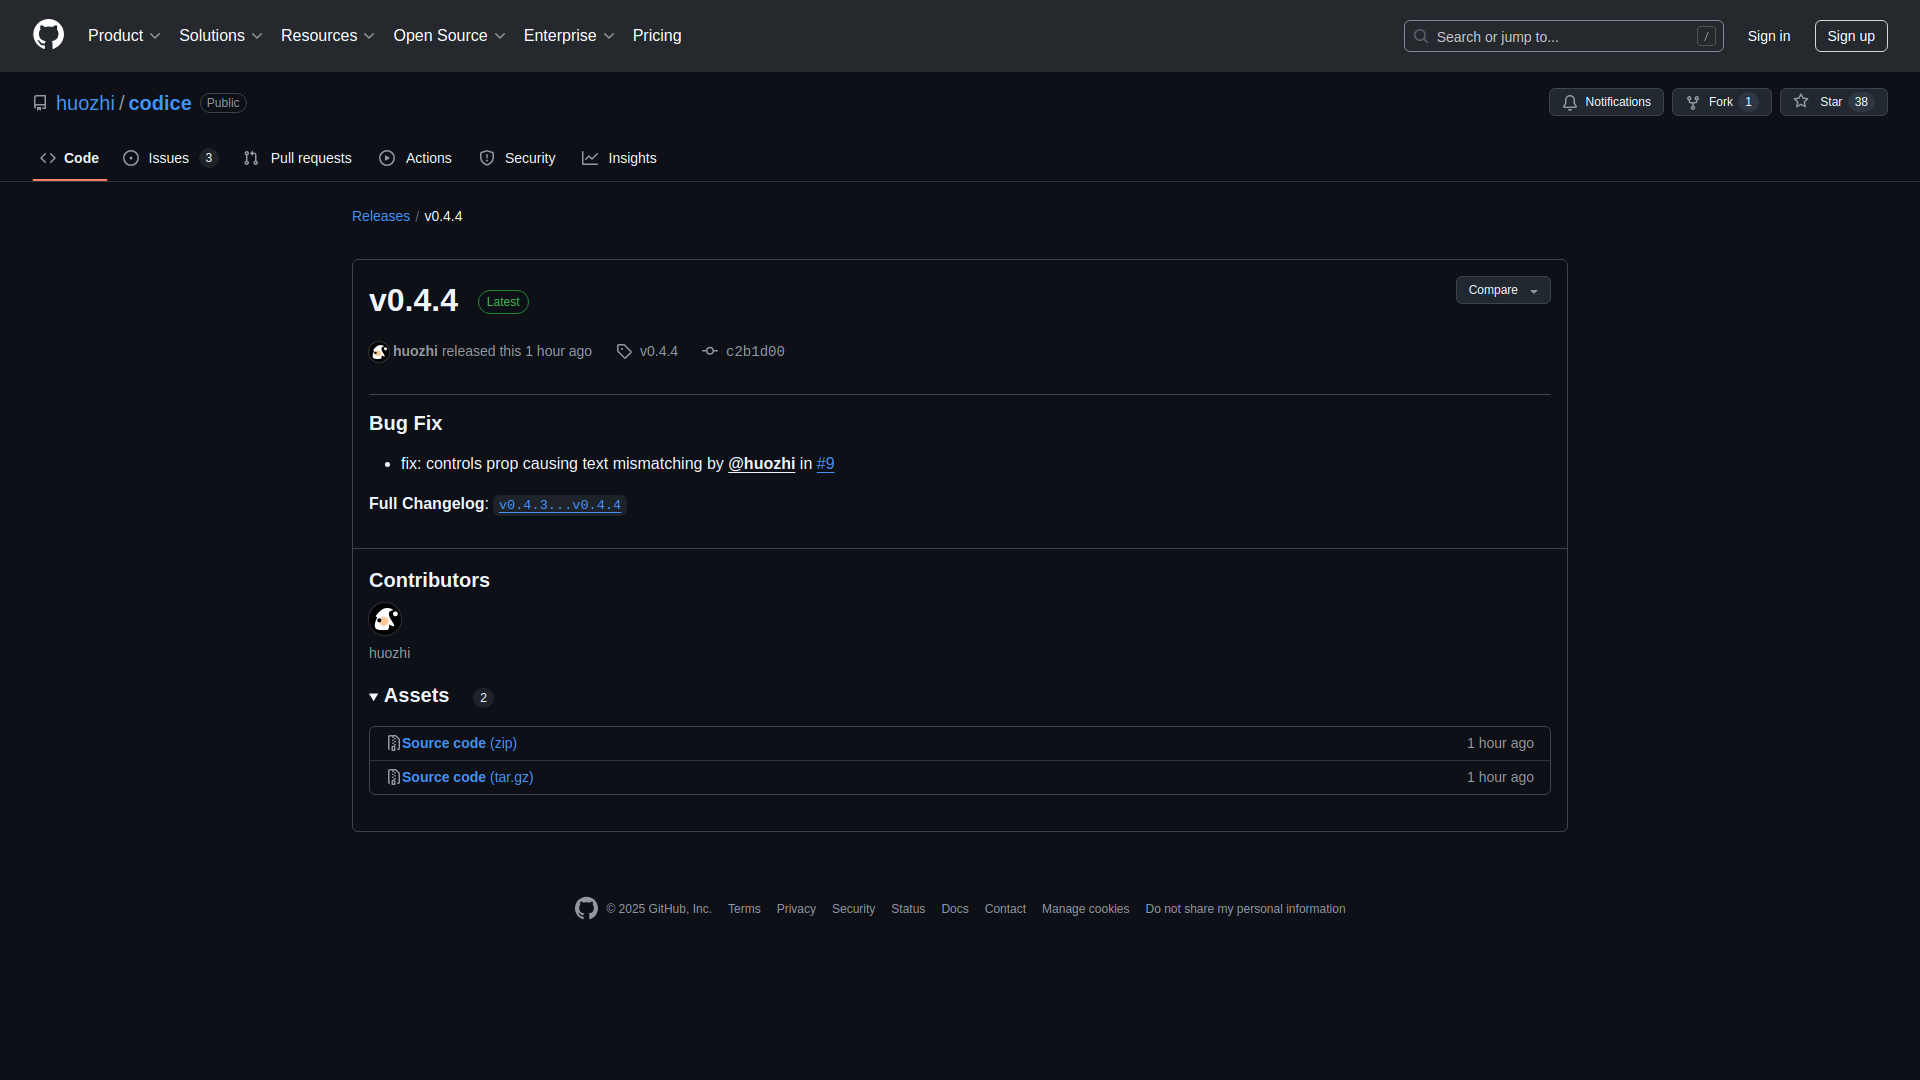 Product Solutions Resources Open Source Enterprise Pricing Search or jump to... / Sign in Sign up
huozhi / codice Public Notifications Fork 1 Star 38
Code Issues 3 Pull requests Actions Security Insights
Releases / v0.4.4
v0.4.4 Latest Compare
huozhi released this 1 hour ago v0.4.4 c2b1d00
Bug Fix
• fix: controls prop causing text mismatching by @huozhi in #9
Full Changelog: v0.4.3...v0.4.4
Contributors
huozhi
Assets 2
Source code (zip) 1 hour ago
Source code (tar.gz) 1 hour ago
© 2025 GitHub, Inc. Terms Privacy Security Status Docs Contact Manage cookies Do not share my personal information